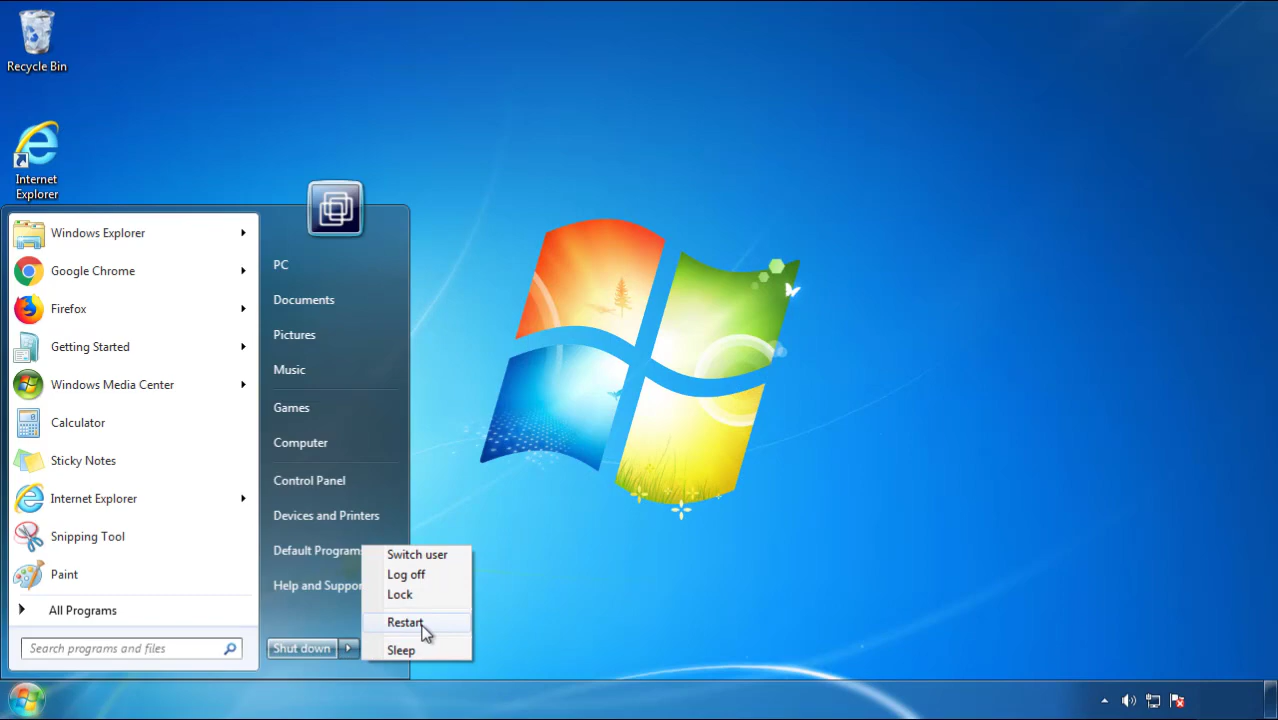 Recycle Bin
Internet
Explorer
Windows Explorer
Google Chrome
Firefox
Getting Started
Windows Media Center
Calculator
Sticky Notes
Internet Explorer
Snipping Tool
Paint
All Programs
Search programs and files
PC
Documents
Pictures
Music
Games
Computer
Control Panel
Devices and Printers
Default Program
Help and Suppor
Shut down
Switch user
Log off
Lock
Restart
Sleep